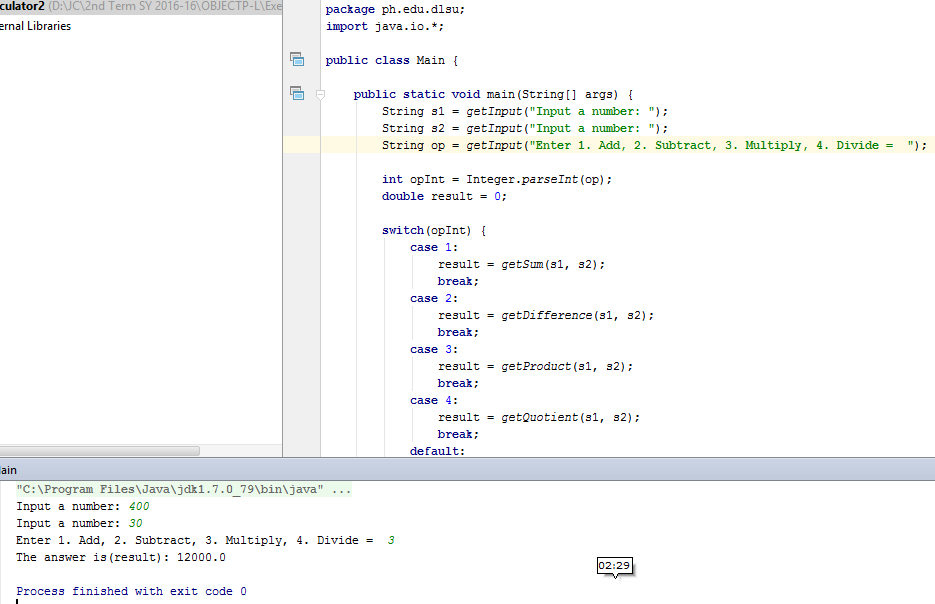 culator2 (D:\UC\2nd Term SY 2016-16\OBJECTP-L\Exe
ernal Libraries
package ph.edu.dlsu;
import java.io.*;
public class Main {
public static void main(String[] args) {
String s1 = getInput("Input a number: ");
String s2 = getInput("Input a number: ");
String op = getInput("Enter 1. Add, 2. Subtract, 3. Multiply, 4. Divide =  ");
int opInt = Integer.parseInt(op);
double result = 0;
switch(opInt) {
case 1:
result = getSum(s1, s2);
break;
case 2:
result = getDifference(s1, s2);
break;
case 3:
result = getProduct(s1, s2);
break;
case 4:
result = getQuotient(s1, s2);
break;
default:
ain
"C:\Program Files\Java\jdk1.7.0_79\bin\java" ...
Input a number: 400
Input a number: 30
Enter 1. Add, 2. Subtract, 3. Multiply, 4. Divide =  3
The answer is(result): 12000.0
02:29
Process finished with exit code 0